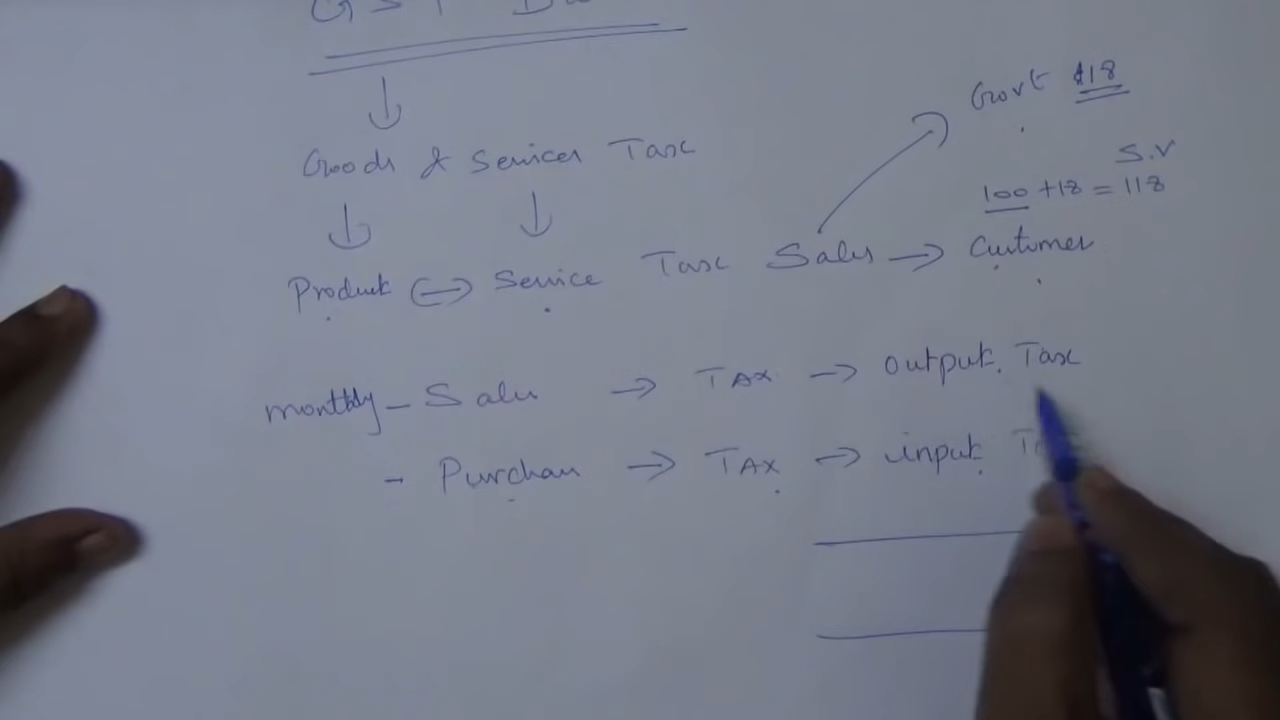 GST
Govt $18
Goods & Services Tax
S.V
100 + 18 = 118
Product Service Tax Sales → Customer
monthly - Sales → TAX → output Tax
- Purchase → TAX → input